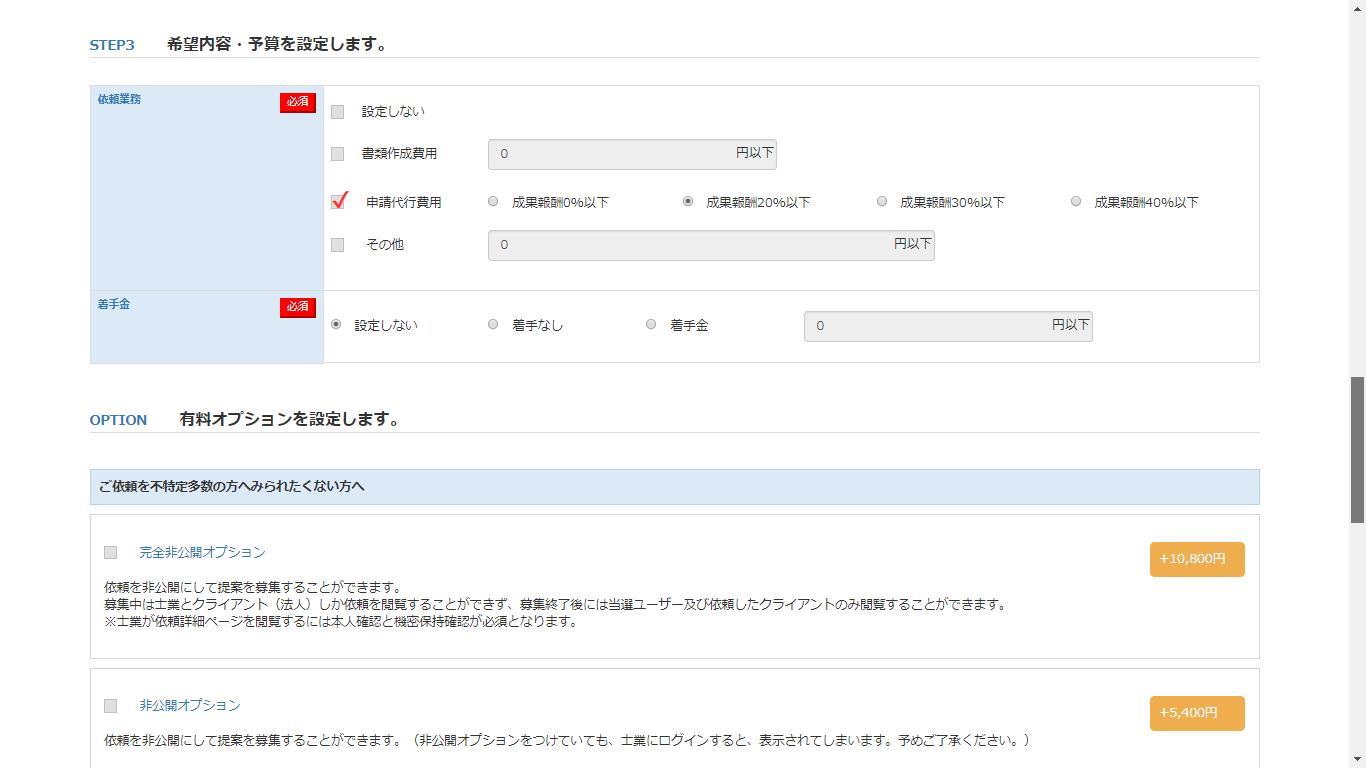 STEP3 希望内容・予算を設定します。
依頼業務 必須
設定しない
書類作成費用 0 円以下
申請代行費用 成果報酬0%以下 成果報酬20%以下 成果報酬30%以下 成果報酬40%以下
その他 0 円以下
着手金 必須
設定しない 着手なし 着手金 0 円以下
OPTION 有料オプションを設定します。
ご依頼を不特定多数の方へみられたくない方へ
完全非公開オプション +10,800円
依頼を非公開にして提案を募集することができます。
募集中は士業とクライアント（法人）しか依頼を閲覧することができず、募集終了後には当選ユーザー及び依頼したクライアントのみ閲覧することができます。
※士業が依頼詳細ページを閲覧するには本人確認と機密保持確認が必須となります。
非公開オプション +5,400円
依頼を非公開にして提案を募集することができます。（非公開オプションをつけていても、士業にログインすると、表示されてしまいます。予めご了承ください。）